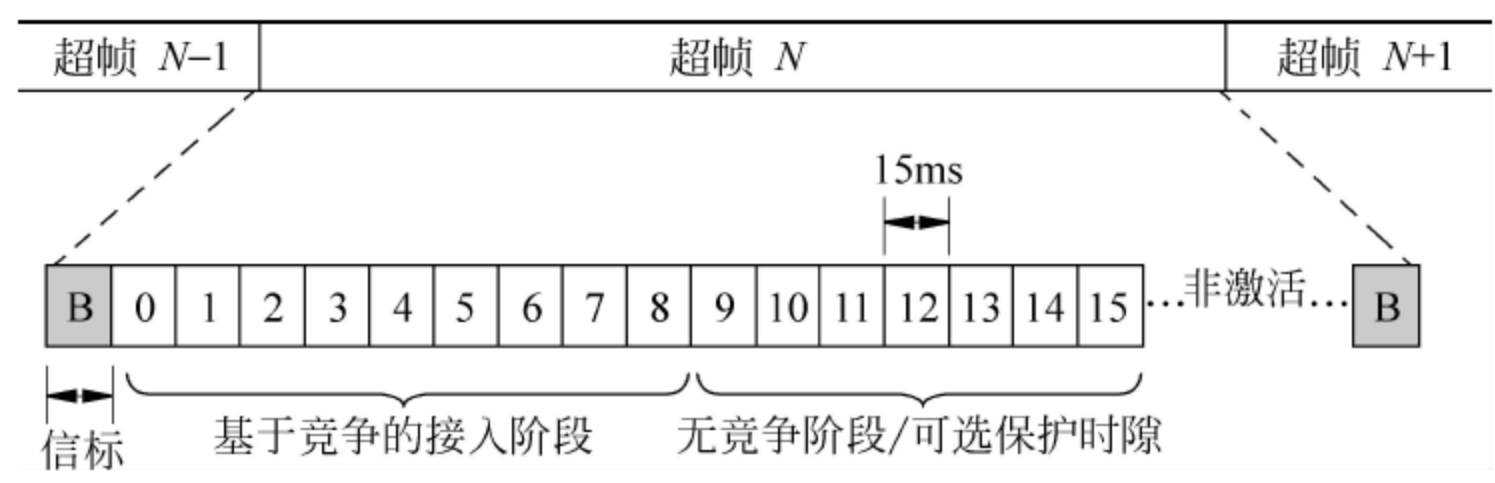 超帧 N−1 超帧 N 超帧 N+1
15ms
B 0 1 2 3 4 5 6 7 8 9 10 11 12 13 14 15 …非激活… B
基于竞争的接入阶段 无竞争阶段/可选保护时隙
信标